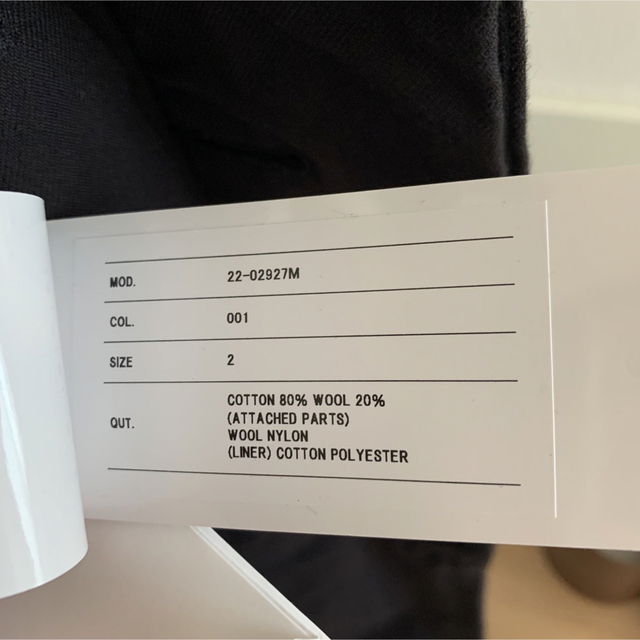 MOD. 22-02927M
COL. 001
SIZE 2
QUT. COTTON 80% WOOL 20%
(ATTACHED PARTS)
WOOL NYLON
(LINER) COTTON POLYESTER